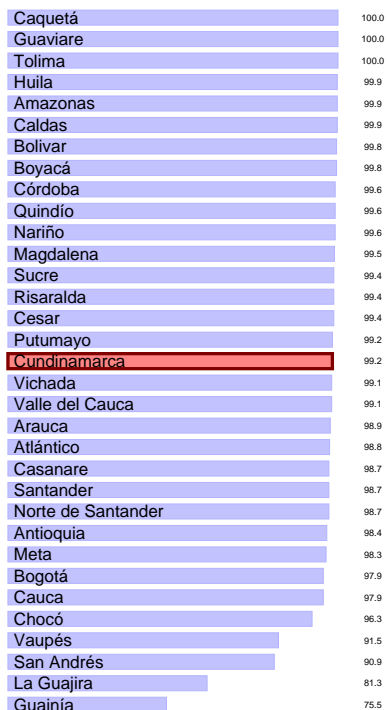 Caquetá 100.0
Guaviare 100.0
Tolima 100.0
Huila 99.9
Amazonas 99.9
Caldas 99.9
Bolivar 99.8
Boyacá 99.8
Córdoba 99.6
Quindío 99.6
Nariño 99.6
Magdalena 99.5
Sucre 99.4
Risaralda 99.4
Cesar 99.4
Putumayo 99.2
Cundinamarca 99.2
Vichada 99.1
Valle del Cauca 99.1
Arauca 98.9
Atlántico 98.8
Casanare 98.7
Santander 98.7
Norte de Santander 98.7
Antioquia 98.4
Meta 98.3
Bogotá 97.9
Cauca 97.9
Chocó 96.3
Vaupés 91.5
San Andrés 90.9
La Guajira 81.3
Guainía 75.5